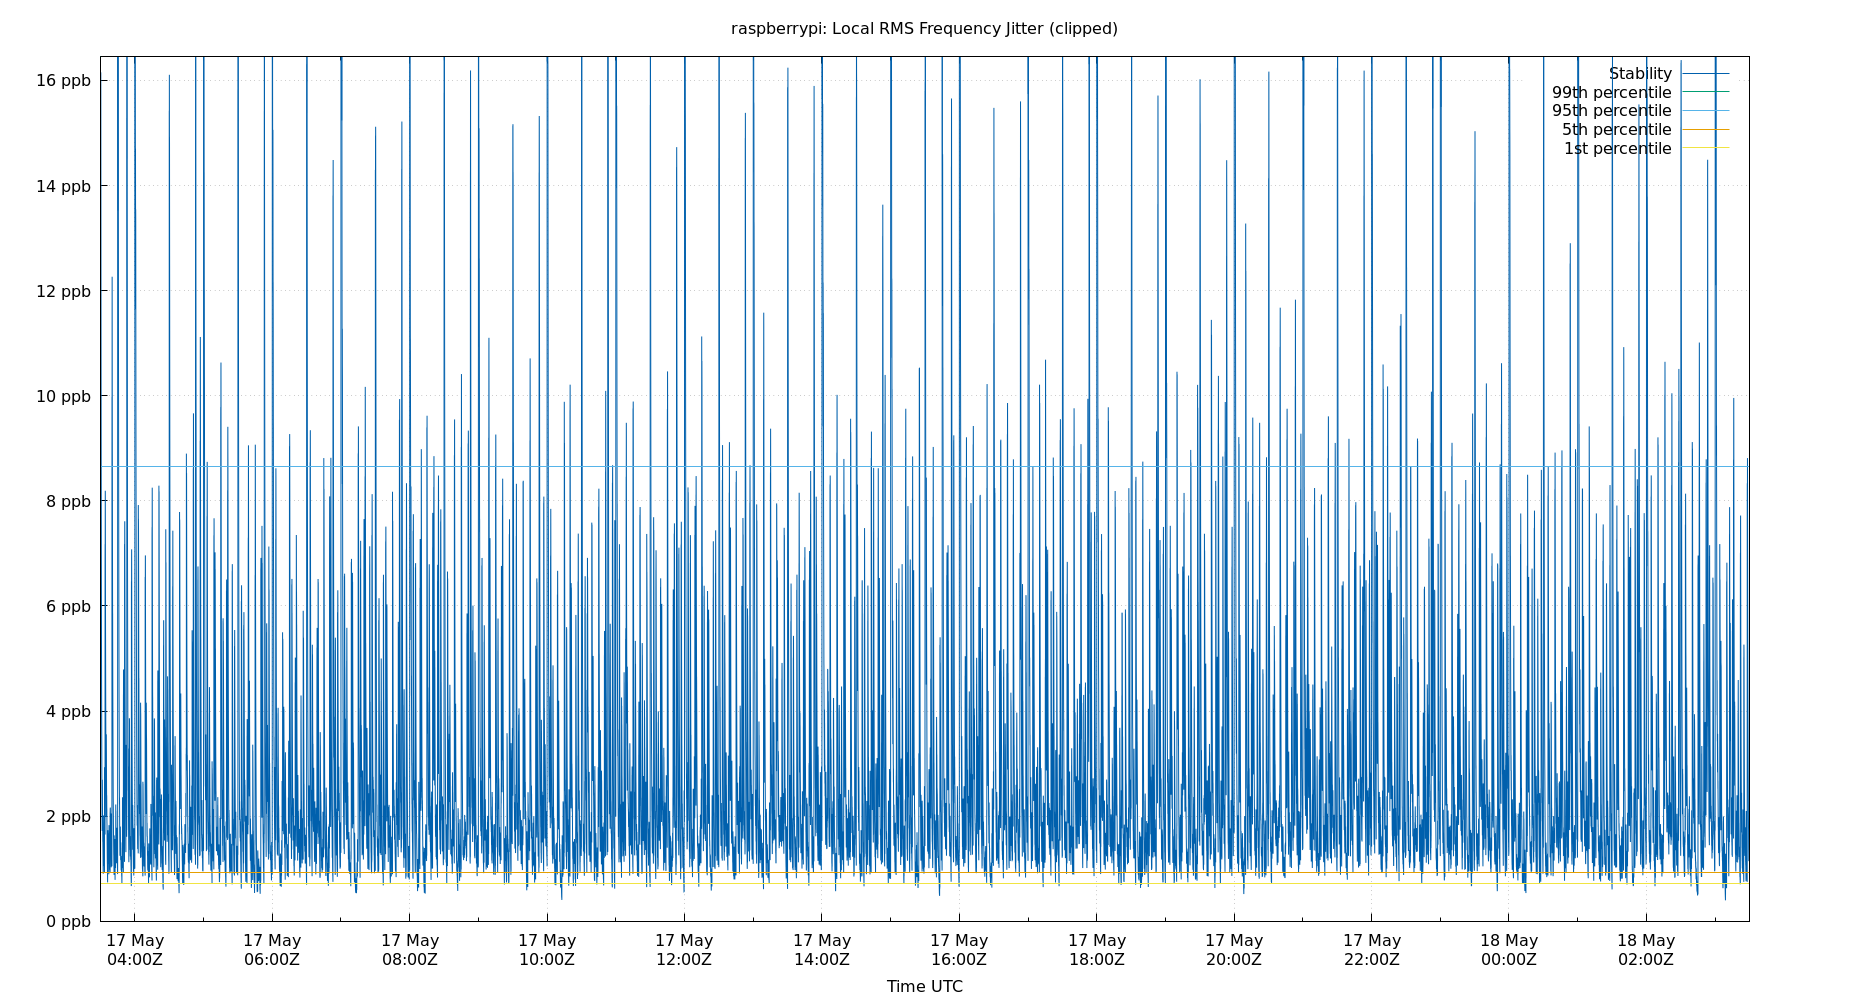 raspberrypi: Local RMS Frequency Jitter (clipped)
16 ppb
14 ppb
12 ppb
10 ppb
8 ppb
6 ppb
4 ppb
2 ppb
0 ppb
Stability
99th percentile
95th percentile
5th percentile
1st percentile
17 May 17 May 17 May 17 May 17 May 17 May 17 May 17 May 17 May 17 May 18 May 18 May
04:00Z 06:00Z 08:00Z 10:00Z 12:00Z 14:00Z 16:00Z 18:00Z 20:00Z 22:00Z 00:00Z 02:00Z
Time UTC